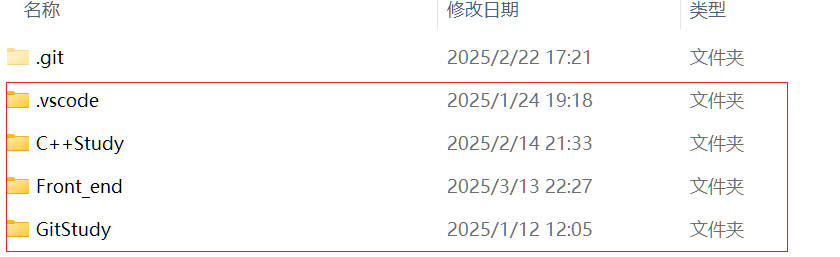 名称 修改日期 类型
.git 2025/2/22 17:21 文件夹
.vscode 2025/1/24 19:18 文件夹
C++Study 2025/2/14 21:33 文件夹
Front_end 2025/3/13 22:27 文件夹
GitStudy 2025/1/12 12:05 文件夹